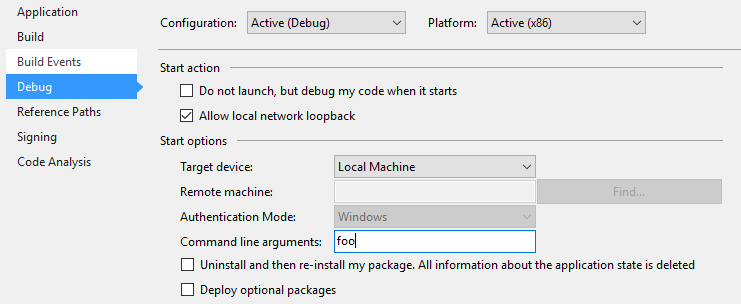 Application
Build
Build Events
Debug
Reference Paths
Signing
Code Analysis
Configuration: Active (Debug) Platform: Active (x86)
Start action
Do not launch, but debug my code when it starts
Allow local network loopback
Start options
Target device: Local Machine
Remote machine: Find...
Authentication Mode: Windows
Command line arguments: foo
Uninstall and then re-install my package. All information about the application state is deleted
Deploy optional packages